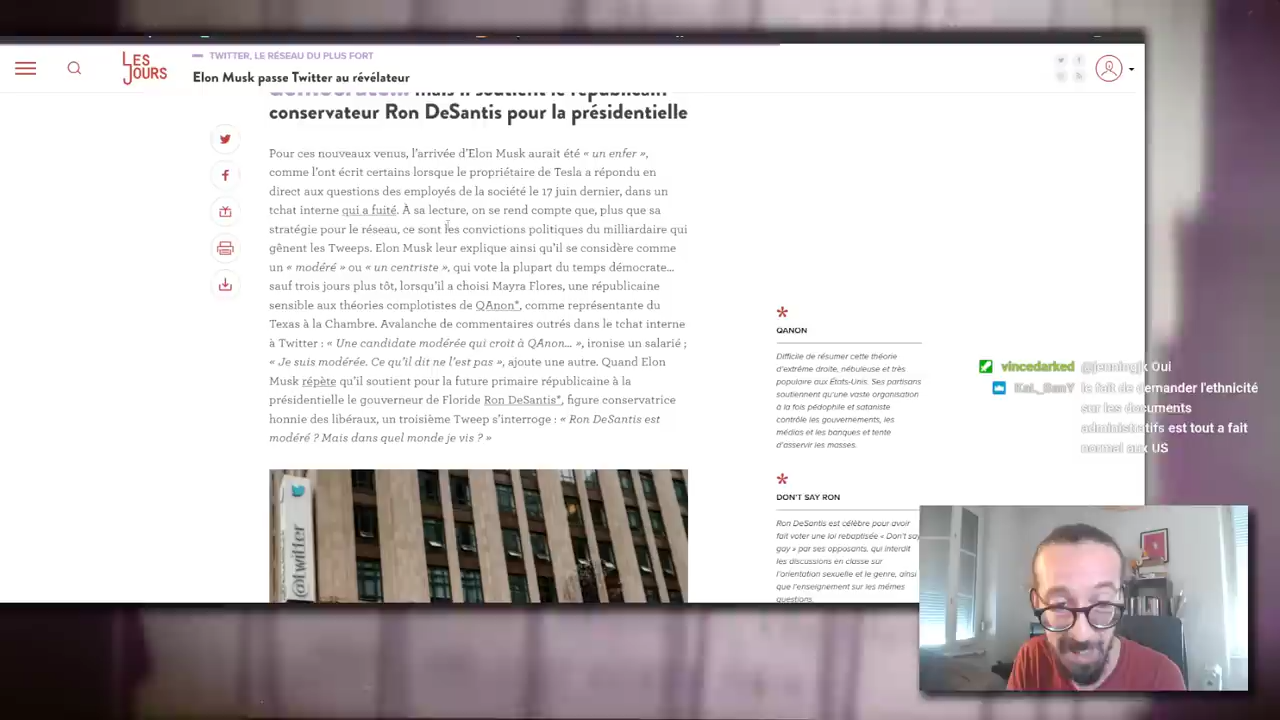 LES JOURS
TWITTER, LE RÉSEAU DU PLUS FORT
Elon Musk passe Twitter au révélateur
démocrate… mais il soutient le républicain
conservateur Ron DeSantis pour la présidentielle
Pour ces nouveaux venus, l’arrivée d’Elon Musk aurait été « un enfer »,
comme l’ont écrit certains lorsque le propriétaire de Tesla a répondu en
direct aux questions des employés de la société le 17 juin dernier, dans un
tchat interne qui a fuité. À sa lecture, on se rend compte que, plus que sa
stratégie pour le réseau, ce sont les convictions politiques du milliardaire qui
gênent les Tweeps. Elon Musk leur explique ainsi qu’il se considère comme
un « modéré » ou « un centriste », qui vote la plupart du temps démocrate…
sauf trois jours plus tôt, lorsqu’il a choisi Mayra Flores, une républicaine
sensible aux théories complotistes de QAnon*, comme représentante du
Texas à la Chambre. Avalanche de commentaires outrés dans le tchat interne
à Twitter : « Une candidate modérée qui croit à QAnon… », ironise un salarié ;
« Je suis modérée. Ce qu’il dit ne l’est pas », ajoute une autre. Quand Elon
Musk répète qu’il soutient pour la future primaire républicaine à la
présidentielle le gouverneur de Floride Ron DeSantis*, figure conservatrice
honnie des libéraux, un troisième Tweep s’interroge : « Ron DeSantis est
modéré ? Mais dans quel monde je vis ? »
@twitter
*
QANON
Difficile de résumer cette théorie
d’extrême droite, nébuleuse et très
populaire aux États-Unis. Ses partisans
soutiennent qu’une vaste organisation
à la fois pédophile et sataniste
contrôle les gouvernements, les
médias et les banques et tente
d’asservir les masses.
*
DON’T SAY RON
Ron DeSantis est célèbre pour avoir
fait voter une loi rebaptisée « Don’t say
gay » par ses opposants, qui interdit
les discussions en classe sur
l’orientation sexuelle et le genre, ainsi
que l’enseignement sur les mêmes
questions.
vincedarked @jenningjk Oui
KaL_DanY le fait de demander l'ethnicité
sur les documents
administratifs est tout a fait
normal aux US